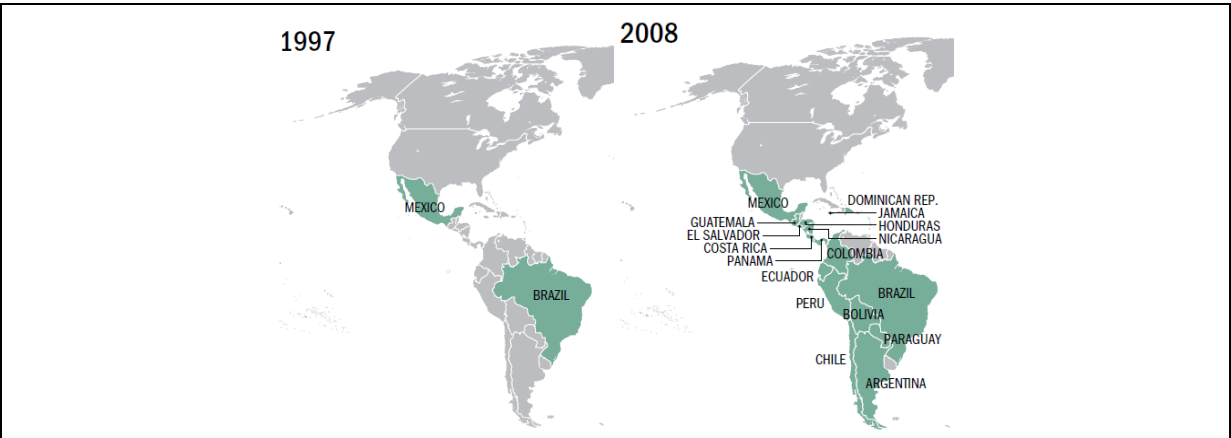 1997
MEXICO
BRAZIL
2008
MEXICO
DOMINICAN REP.
JAMAICA
HONDURAS
NICARAGUA
GUATEMALA
EL SALVADOR
COSTA RICA
PANAMA
COLOMBIA
ECUADOR
BRAZIL
PERU
BOLIVIA
PARAGUAY
CHILE
ARGENTINA